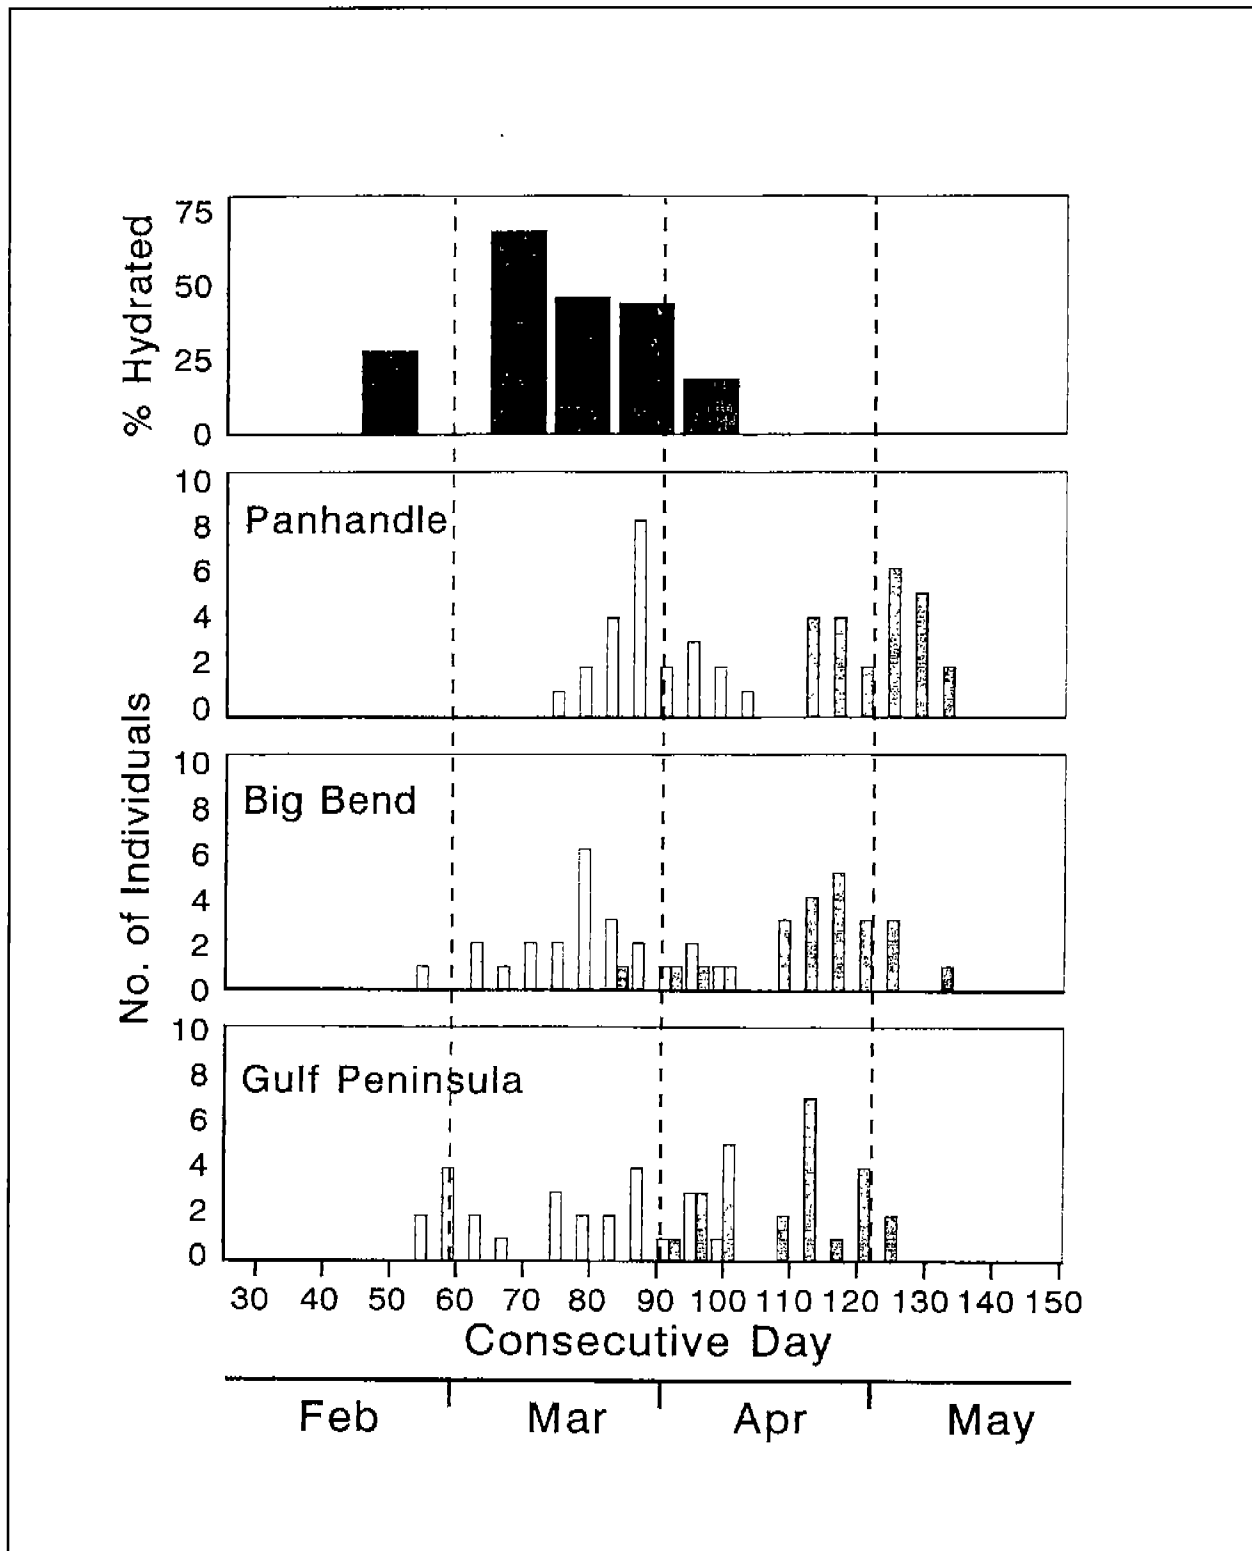 % Hydrated
75
50
25
0
No. of Individuals
Panhandle
10
8
6
4
2
0
Big Bend
10
8
6
4
2
0
Gulf Peninsula
10
8
6
4
2
0
30 40 50 60 70 80 90 100 110 120 130 140 150
Consecutive Day
Feb Mar Apr May